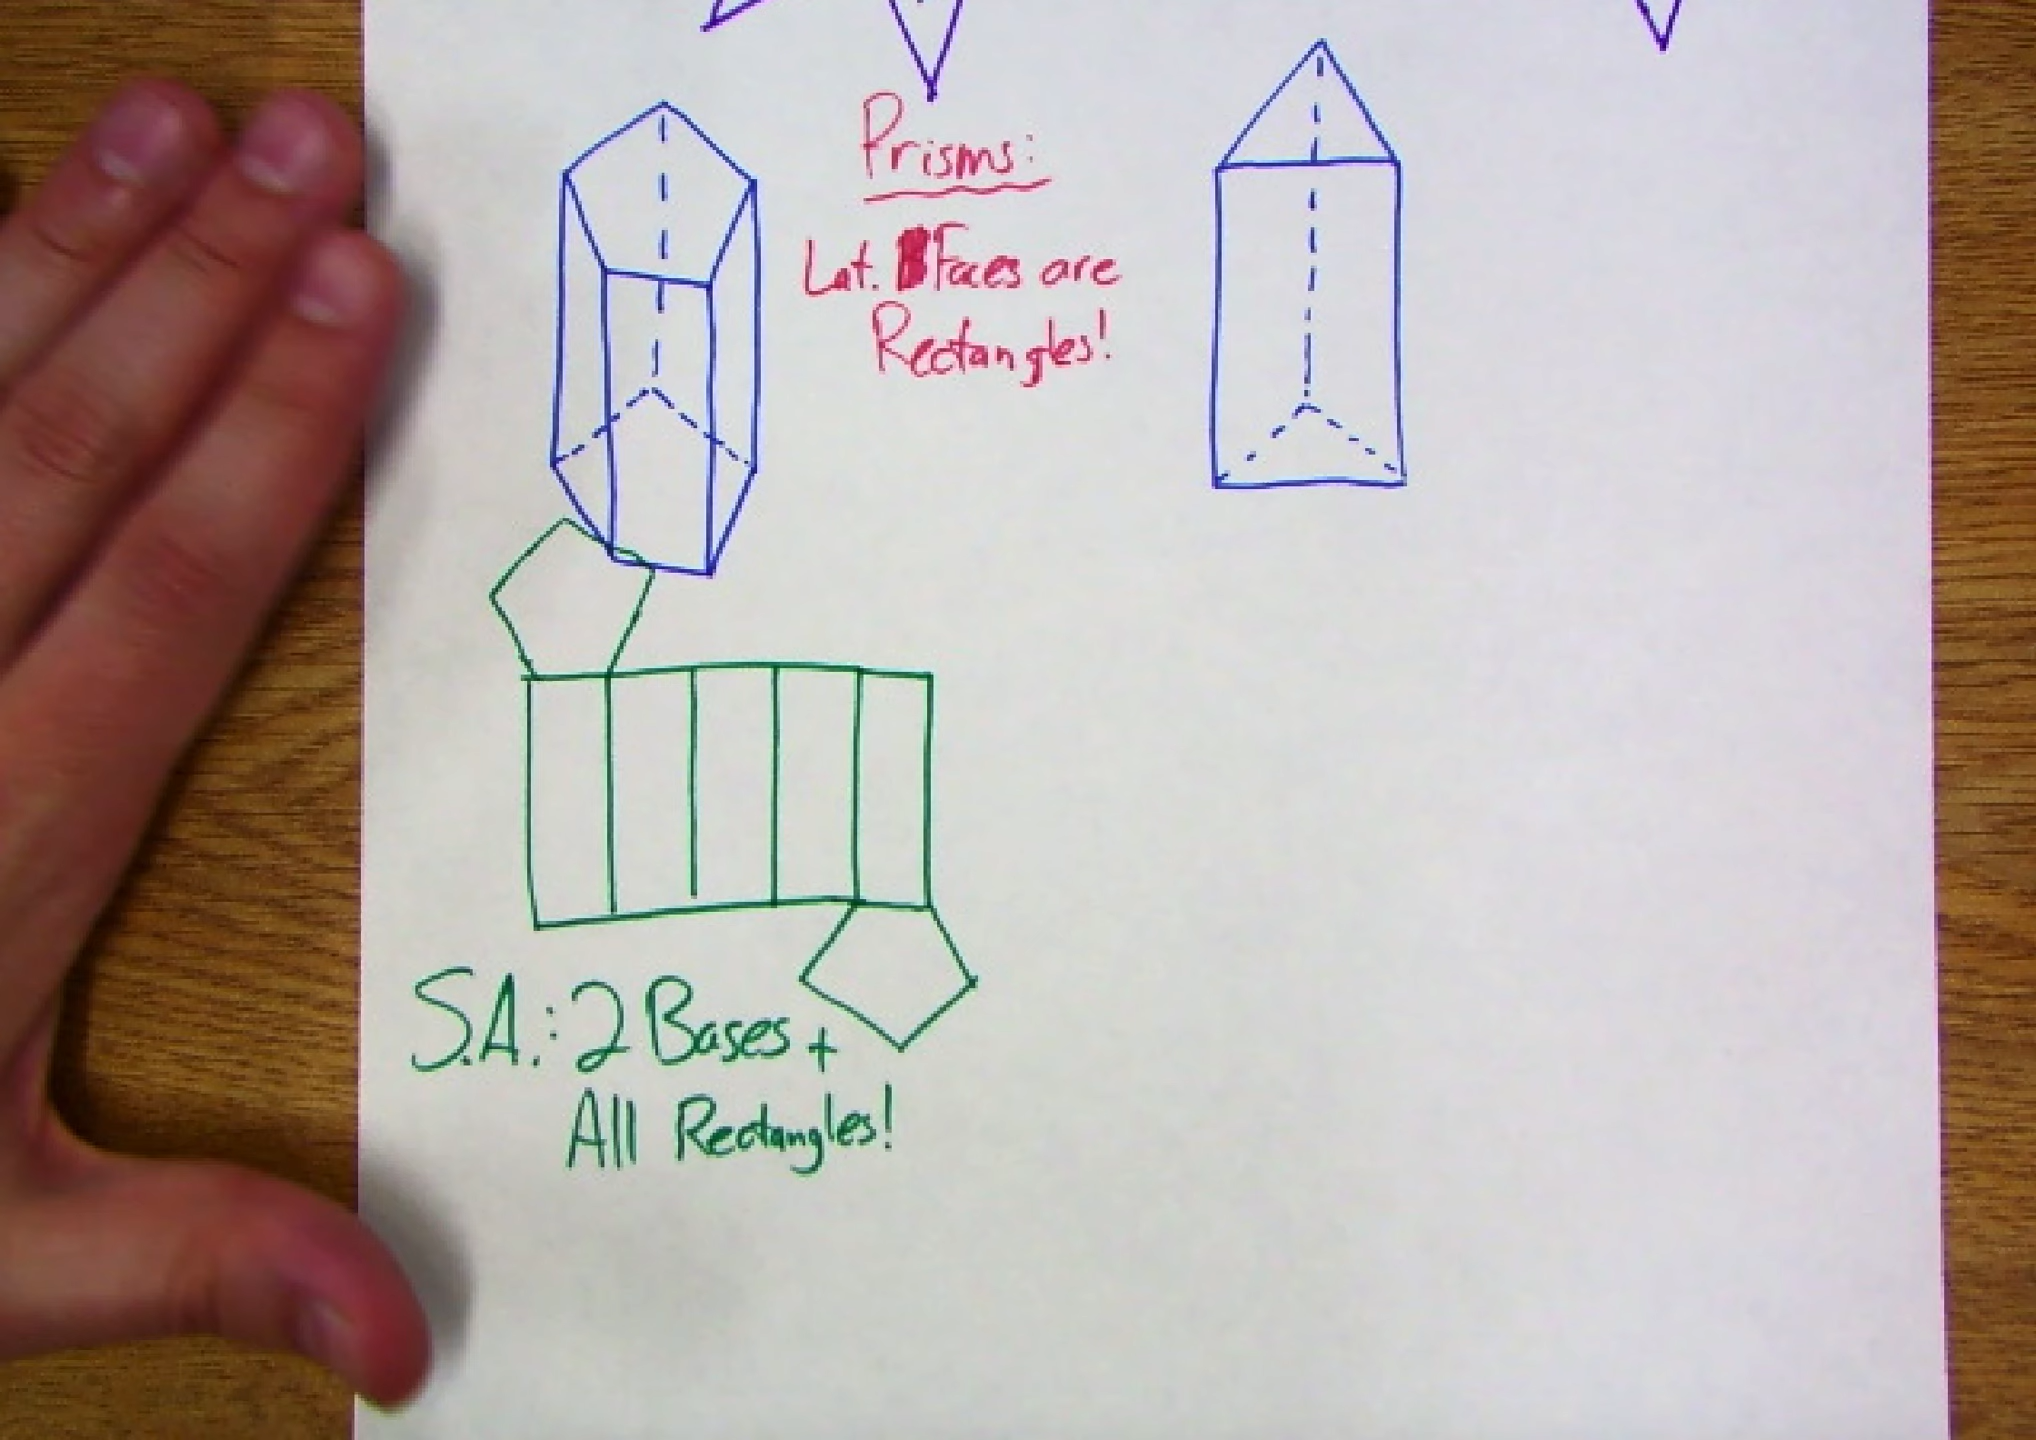 Prisms:
Lat. Faces are
Rectangles!
S.A.: 2 Bases +
All Rectangles!